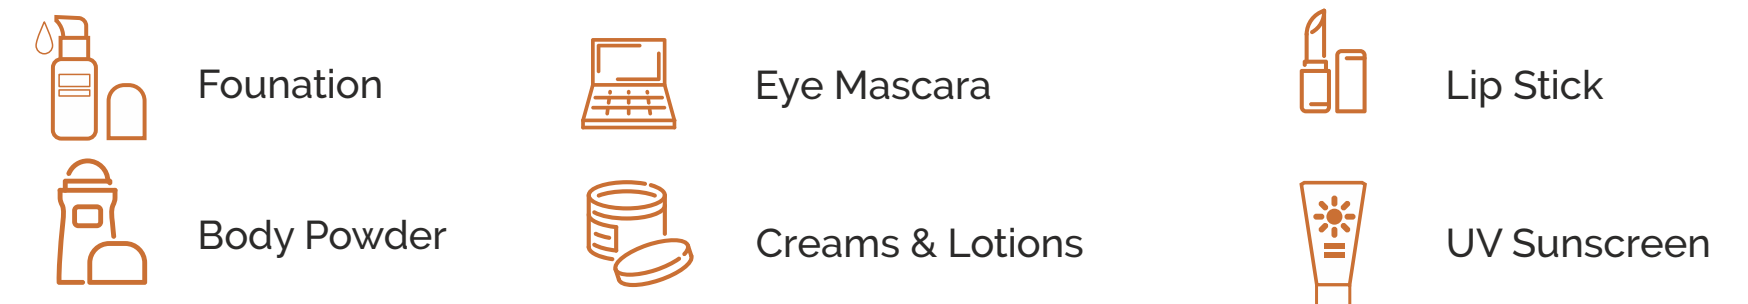 Founation
Eye Mascara
Lip Stick
Body Powder
Creams & Lotions
UV Sunscreen